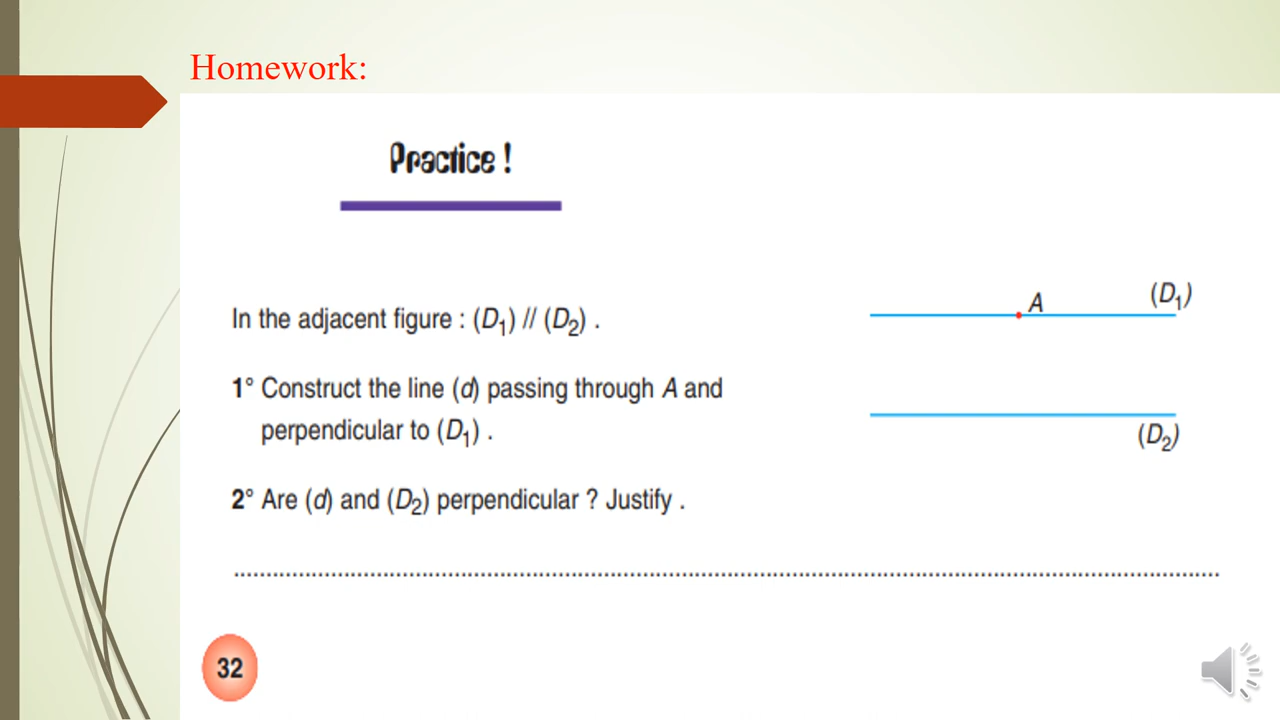 Homework:
Practice !
In the adjacent figure : (D₁) // (D₂) .
A
(D₁)
1° Construct the line (d) passing through A and
perpendicular to (D₁) .
(D₂)
2° Are (d) and (D₂) perpendicular ? Justify .
32